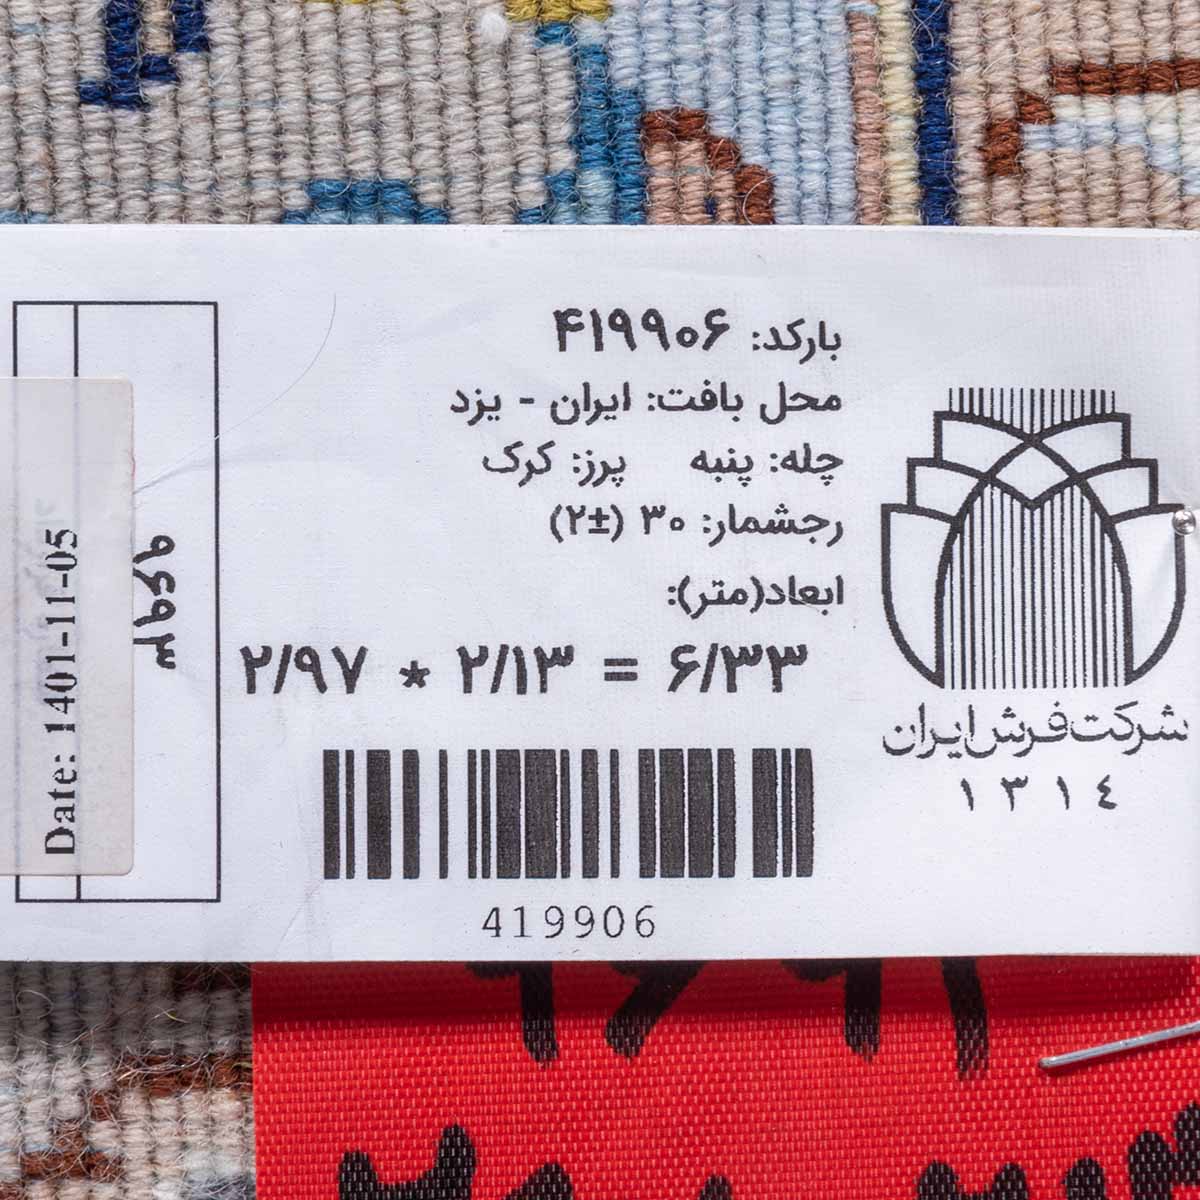 بارکد: ۴۱۹۹۰۶
محل بافت: ایران - یزد
چله: پنبه پرز: کرک
رجشمار: ۳۰ (±۲)
ابعاد(متر):
۲/۹۷ * ۲/۱۳ = ۶/۳۳
419906
شرکت فرش ایران
۱۳۱٤
۹۶۹۳
Date: 1401-11-05